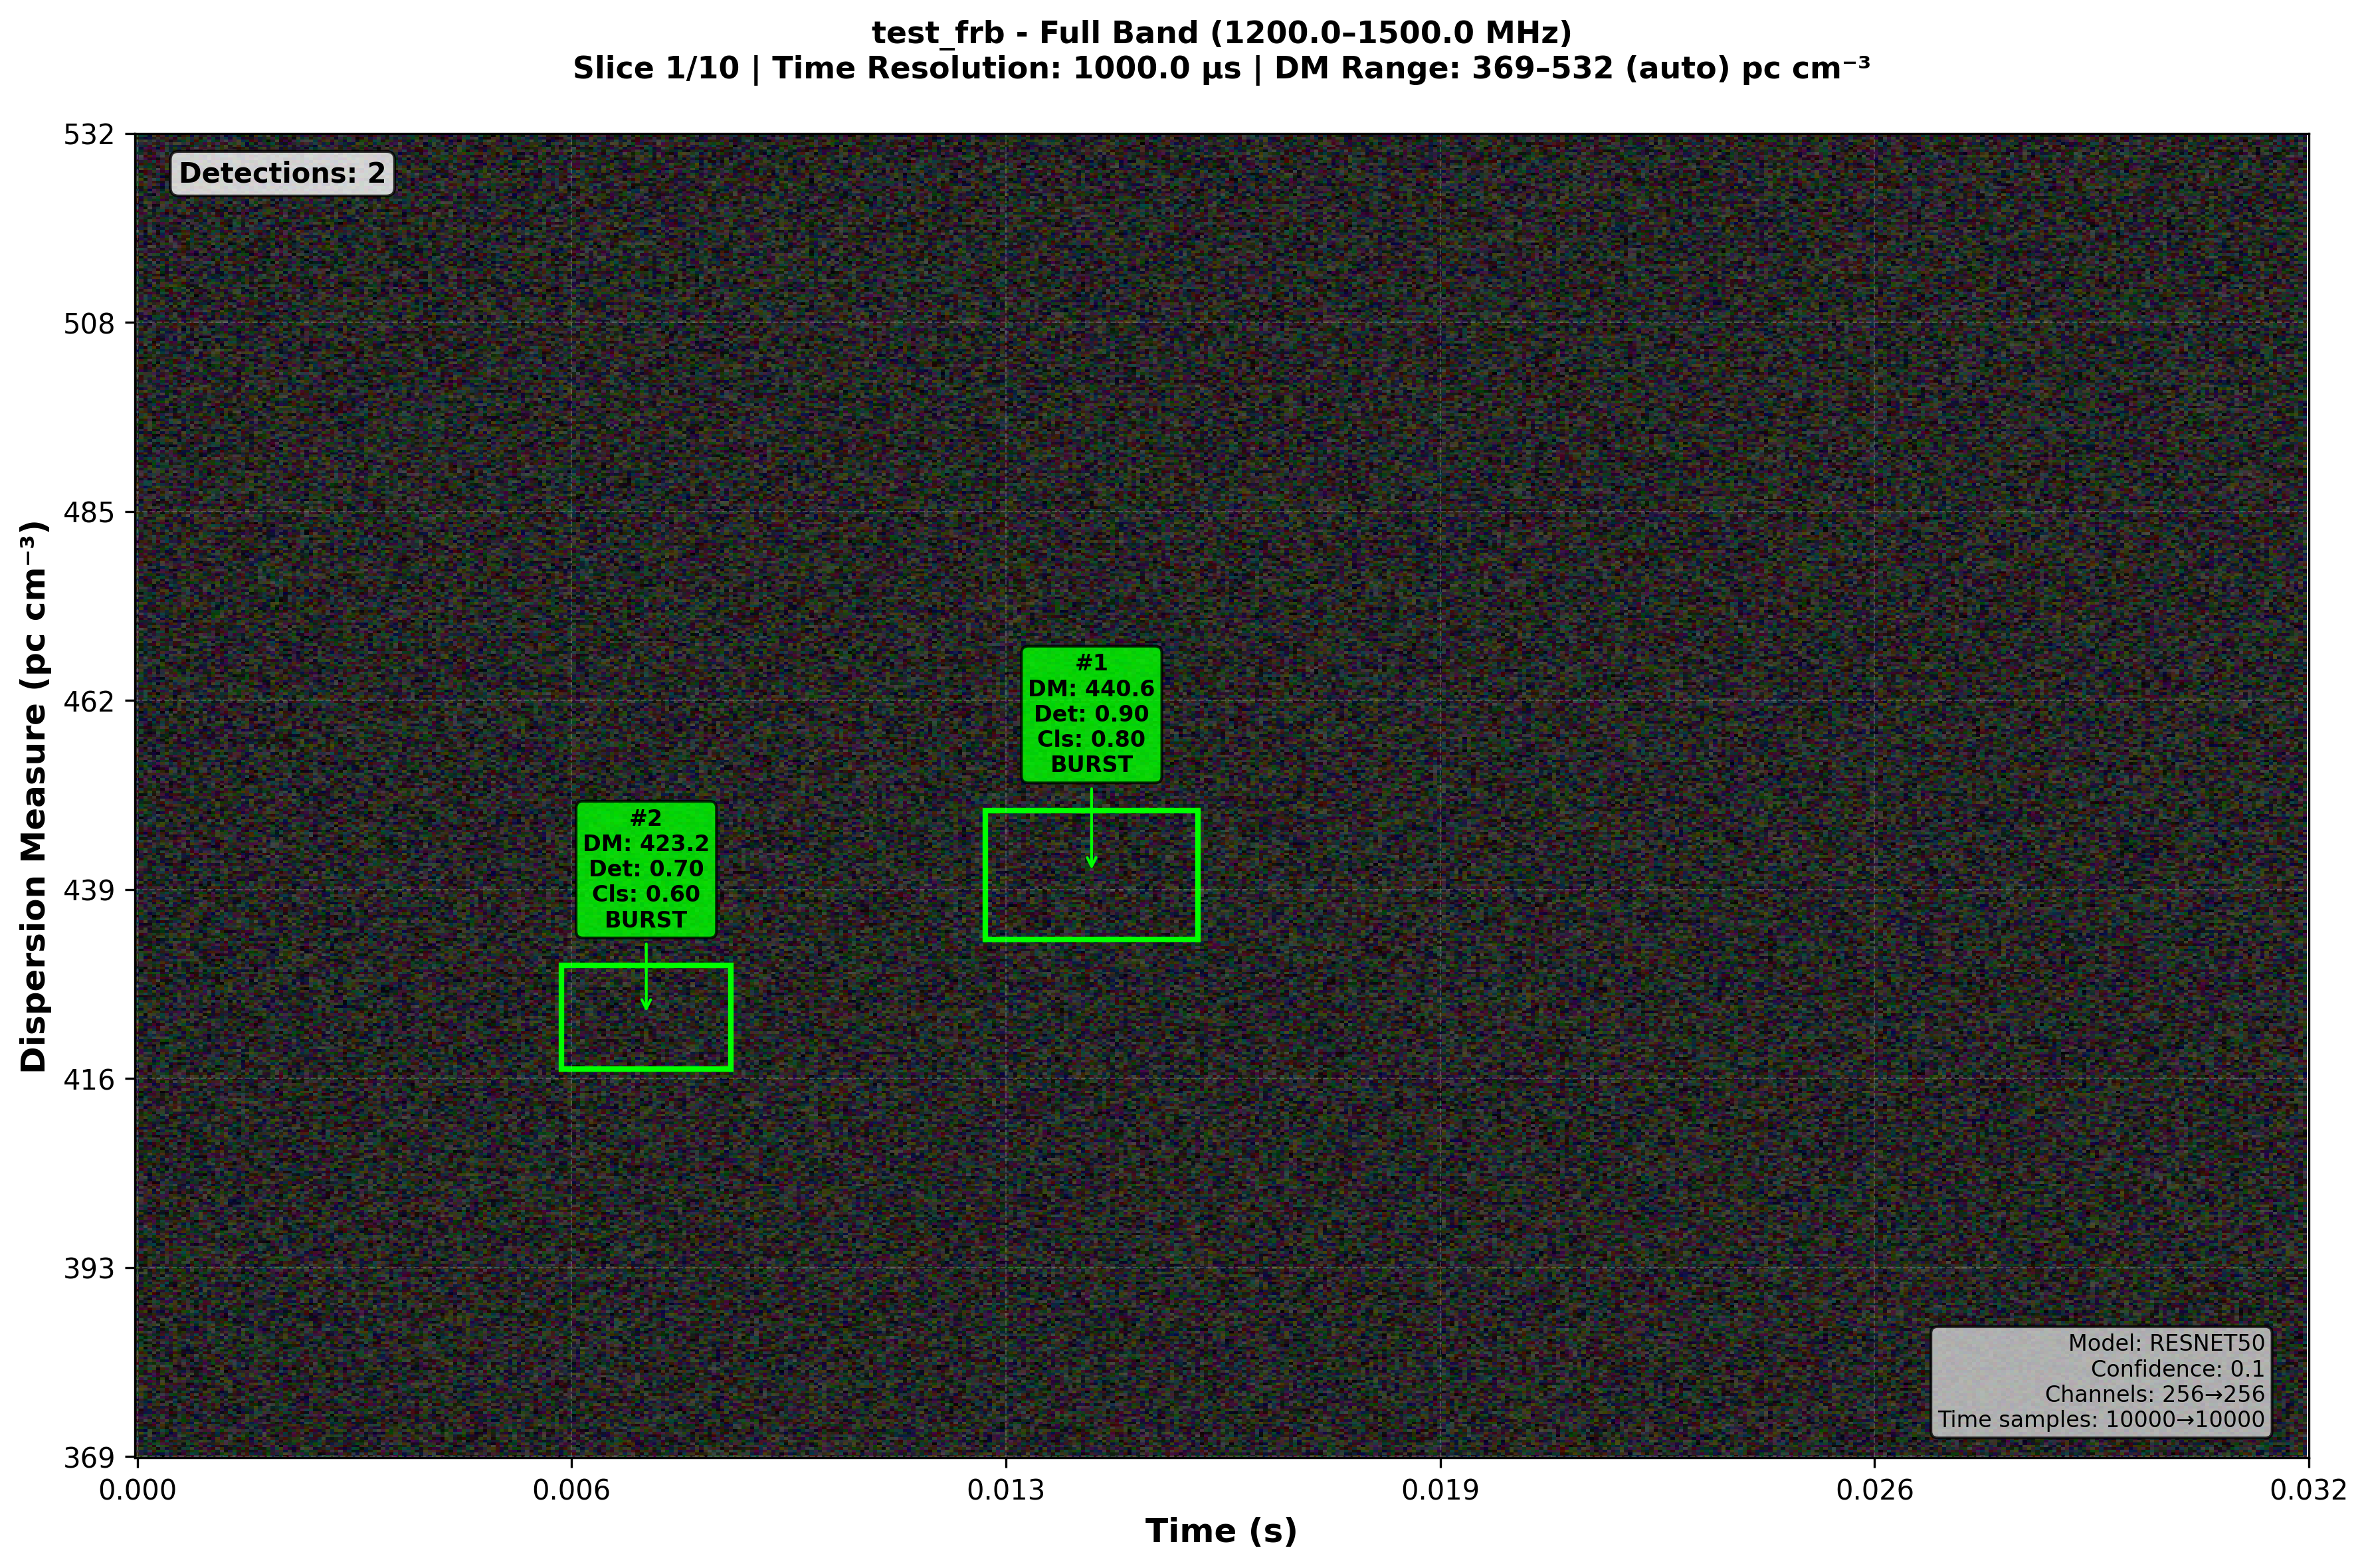 test_frb - Full Band (1200.0–1500.0 MHz)
Slice 1/10 | Time Resolution: 1000.0 μs | DM Range: 369–532 (auto) pc cm⁻³
Detections: 2
Dispersion Measure (pc cm⁻³)
532
508
485
462
439
416
393
369
#1
DM: 440.6
Det: 0.90
Cls: 0.80
BURST
#2
DM: 423.2
Det: 0.70
Cls: 0.60
BURST
Model: RESNET50
Confidence: 0.1
Channels: 256→256
Time samples: 10000→10000
0.000
0.006
0.013
0.019
0.026
0.032
Time (s)